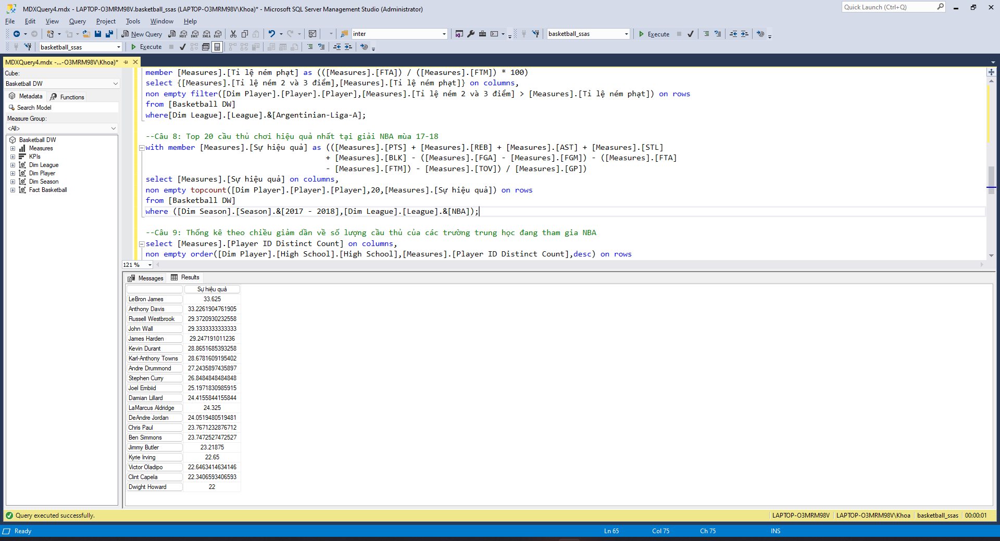 MDXQuery4.mdx - LAPTOP-O3MRM98V.basketball_ssas (LAPTOP-O3MRM98V\Khoa)* - Microsoft SQL Server Management Studio (Administrator)
Quick Launch (Ctrl+Q)
File Edit View Query Project Tools Window Help
New Query MDX DMX XMLA DAX inter basketball_ssas Execute
basketball_ssas Execute
MDXQuery4.mdx -...-O3MRM98V\Khoa)*
Cube:
Basketball DW
Metadata Functions
Search Model
Measure Group:
<All>
Basketball DW
Measures
KPIs
Dim League
Dim Player
Dim Season
Fact Basketball
member [Measures].[Tỉ lệ ném phạt] as (([Measures].[FTA]) / ([Measures].[FTM]) * 100)
select {[Measures].[Tỉ lệ ném 2 và 3 điểm],[Measures].[Tỉ lệ ném phạt]} on columns,
non empty filter([Dim Player].[Player].[Player],[Measures].[Tỉ lệ ném 2 và 3 điểm] > [Measures].[Tỉ lệ ném phạt]) on rows
from [Basketball DW]
where[Dim League].[League].&[Argentinian-Liga-A];
--Câu 8: Top 20 cầu thủ chơi hiệu quả nhất tại giải NBA mùa 17-18
with member [Measures].[Sự hiệu quả] as (([Measures].[PTS] + [Measures].[REB] + [Measures].[AST] + [Measures].[STL]
+ [Measures].[BLK] - ([Measures].[FGA] - [Measures].[FGM]) - ([Measures].[FTA]
- [Measures].[FTM]) - [Measures].[TOV]) / [Measures].[GP])
select [Measures].[Sự hiệu quả] on columns,
non empty topcount([Dim Player].[Player].[Player],20,[Measures].[Sự hiệu quả]) on rows
from [Basketball DW]
where ([Dim Season].[Season].&[2017 - 2018],[Dim League].[League].&[NBA]);
--Câu 9: Thống kê theo chiều giảm dần về số lượng cầu thủ của các trường trung học đang tham gia NBA
select [Measures].[Player ID Distinct Count] on columns,
non empty order([Dim Player].[High School].[High School],[Measures].[Player ID Distinct Count],desc) on rows
121 %
Messages Results
Sự hiệu quả
LeBron James 33.625
Anthony Davis 33.2261904761905
Russell Westbrook 29.3720930232558
John Wall 29.3333333333333
James Harden 29.247191011236
Kevin Durant 28.8651685393258
Karl-Anthony Towns 28.6781609195402
Andre Drummond 27.2435897435897
Stephen Curry 26.8484848484848
Joel Embiid 25.1971830985915
Damian Lillard 24.4155844155844
LaMarcus Aldridge 24.325
DeAndre Jordan 24.0519480519481
Chris Paul 23.7671232876712
Ben Simmons 23.7472527472527
Jimmy Butler 23.21875
Kyrie Irving 22.65
Victor Oladipo 22.6463414634146
Clint Capela 22.3406593406593
Dwight Howard 22
Query executed successfully. LAPTOP-O3MRM98V LAPTOP-O3MRM98V\Khoa basketball_ssas 00:00:01
Ready Ln 65 Col 75 Ch 75 INS